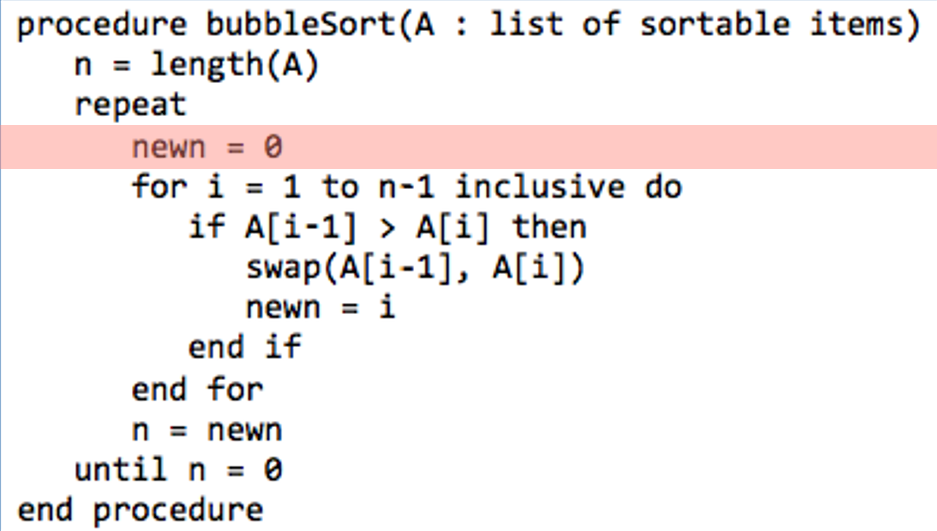 procedure bubbleSort(A : list of sortable items)
   n = length(A)
   repeat
      newn = 0
      for i = 1 to n-1 inclusive do
         if A[i-1] > A[i] then
            swap(A[i-1], A[i])
            newn = i
         end if
      end for
      n = newn
   until n = 0
end procedure